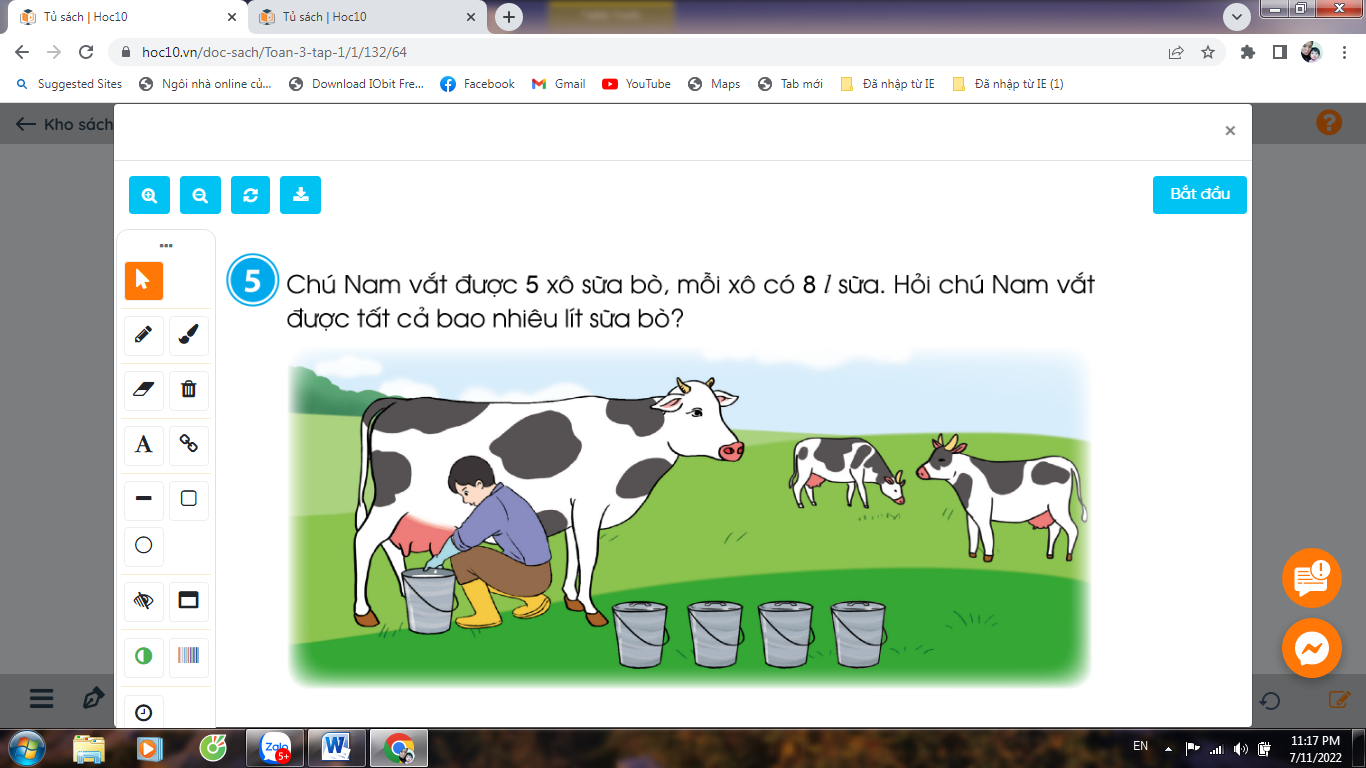 Tủ sách | Hoc10
Tủ sách | Hoc10
hoc10.vn/doc-sach/Toan-3-tap-1/1/132/64
Suggested Sites
Ngôi nhà online củ...
Download IObit Fre...
Facebook
Gmail
YouTube
Maps
Tab mới
Đã nhập từ IE
Đã nhập từ IE (1)
Kho sách
Bắt đầu
5 Chú Nam vắt được 5 xô sữa bò, mỗi xô có 8 l sữa. Hỏi chú Nam vắt
được tất cả bao nhiêu lít sữa bò?
Zalo
5+
EN
11:17 PM
7/11/2022